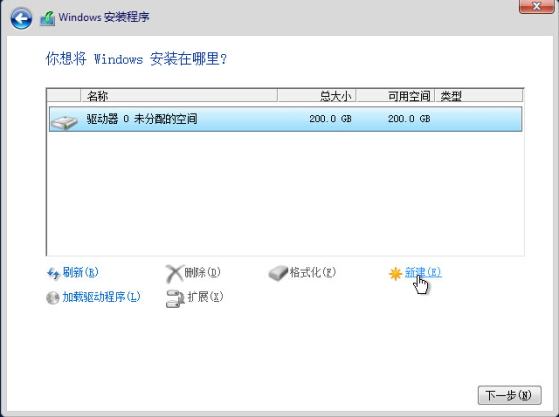 Windows 安装程序
你想将 Windows 安装在哪里?
名称 总大小 可用空间 类型
驱动器 0 未分配的空间 200.0 GB 200.0 GB
刷新(R) 删除(D) 格式化(F) 新建(E)
加载驱动程序(L) 扩展(X)
下一步(N)